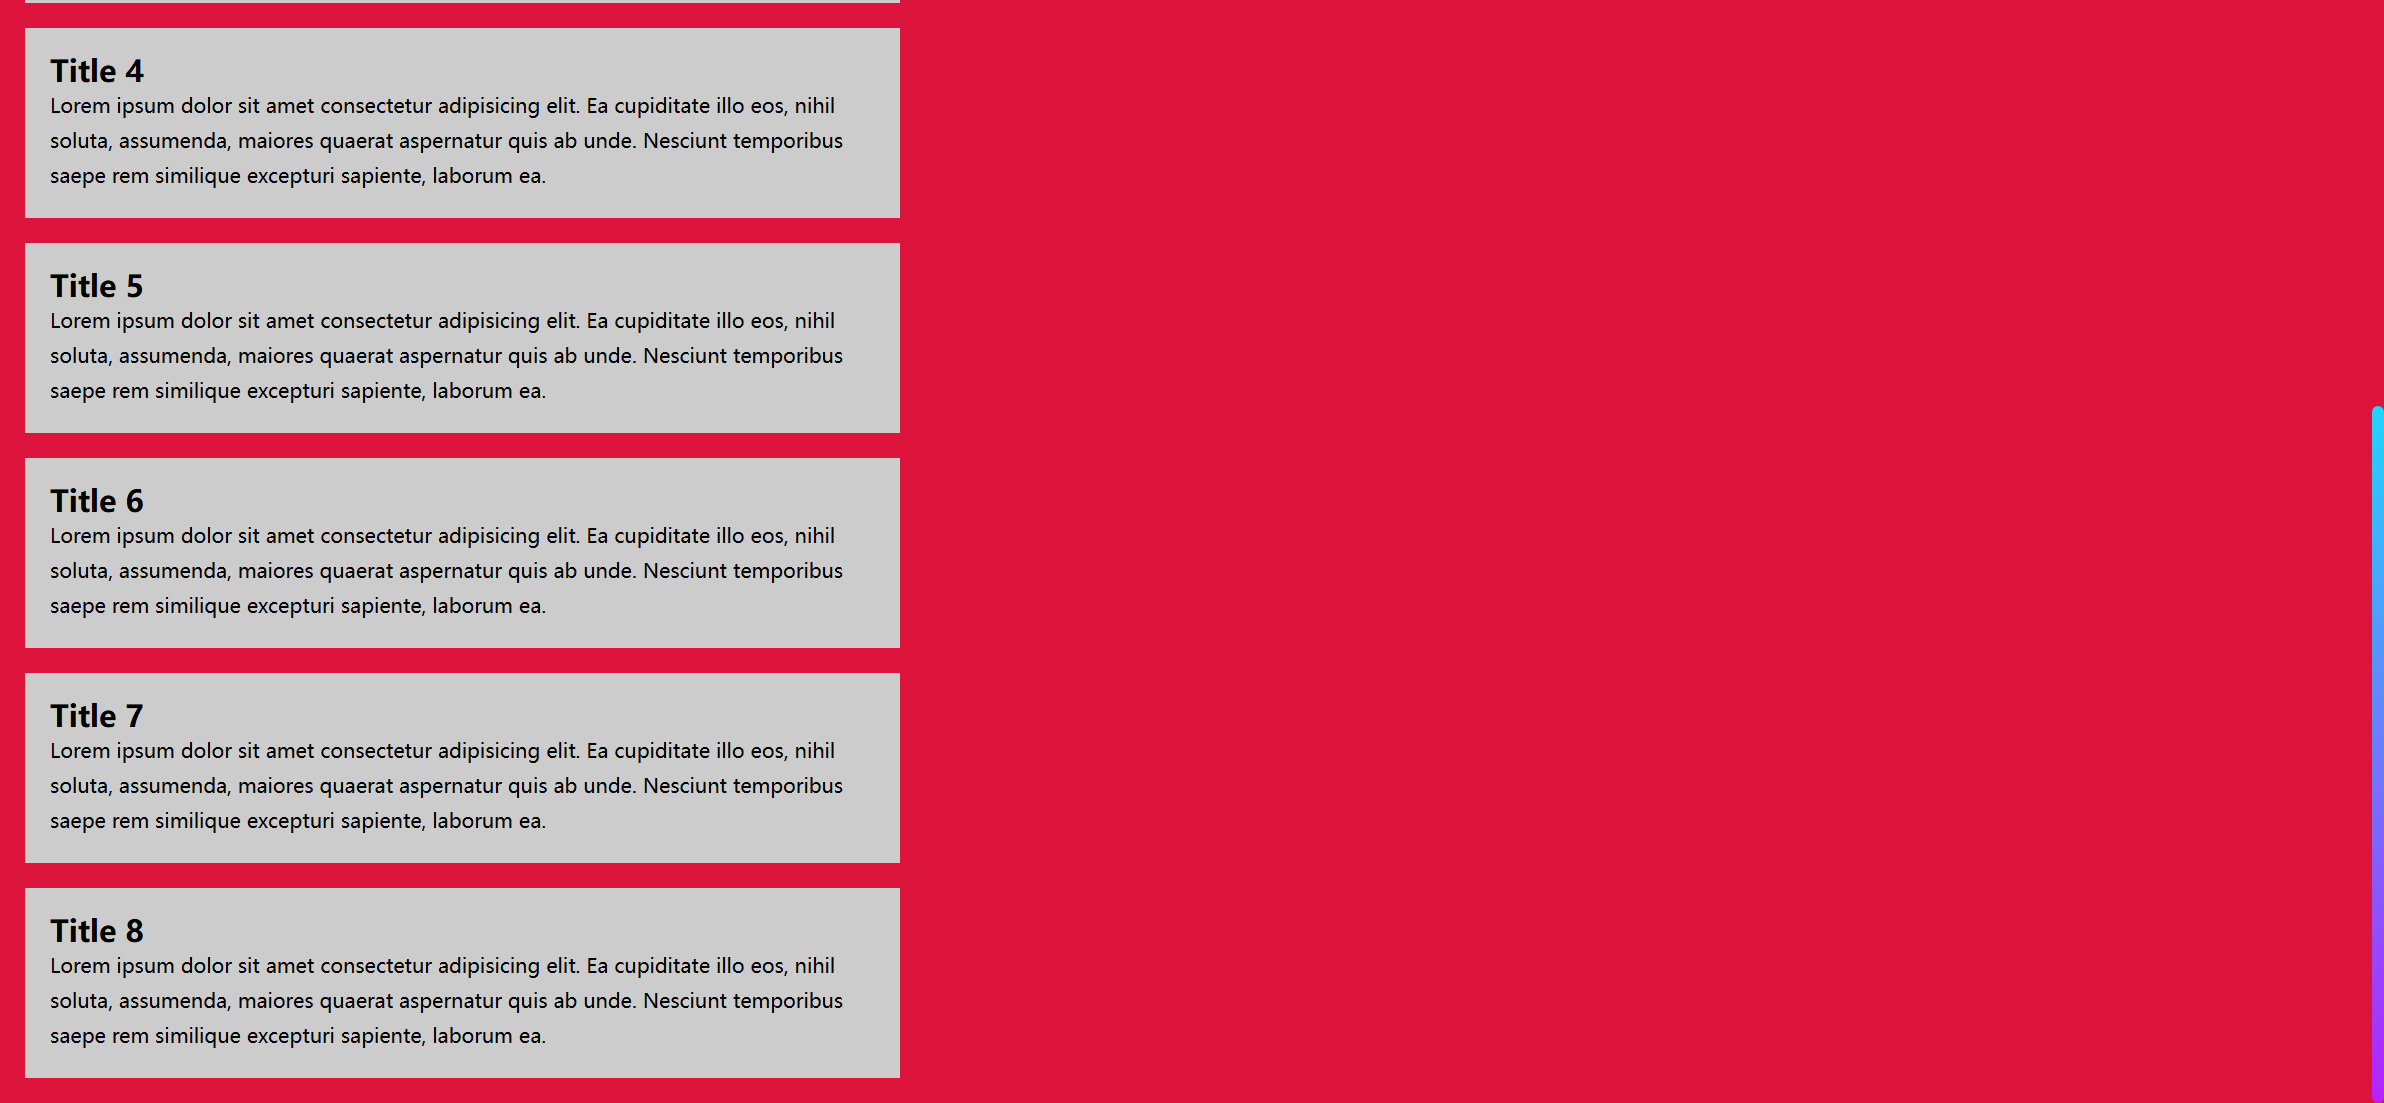 Title 4
Lorem ipsum dolor sit amet consectetur adipisicing elit. Ea cupiditate illo eos, nihil
soluta, assumenda, maiores quaerat aspernatur quis ab unde. Nesciunt temporibus
saepe rem similique excepturi sapiente, laborum ea.
Title 5
Lorem ipsum dolor sit amet consectetur adipisicing elit. Ea cupiditate illo eos, nihil
soluta, assumenda, maiores quaerat aspernatur quis ab unde. Nesciunt temporibus
saepe rem similique excepturi sapiente, laborum ea.
Title 6
Lorem ipsum dolor sit amet consectetur adipisicing elit. Ea cupiditate illo eos, nihil
soluta, assumenda, maiores quaerat aspernatur quis ab unde. Nesciunt temporibus
saepe rem similique excepturi sapiente, laborum ea.
Title 7
Lorem ipsum dolor sit amet consectetur adipisicing elit. Ea cupiditate illo eos, nihil
soluta, assumenda, maiores quaerat aspernatur quis ab unde. Nesciunt temporibus
saepe rem similique excepturi sapiente, laborum ea.
Title 8
Lorem ipsum dolor sit amet consectetur adipisicing elit. Ea cupiditate illo eos, nihil
soluta, assumenda, maiores quaerat aspernatur quis ab unde. Nesciunt temporibus
saepe rem similique excepturi sapiente, laborum ea.